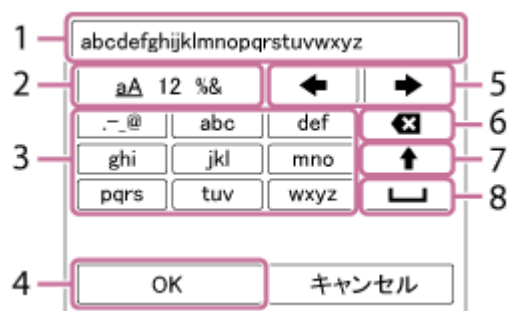 1 abcdefghijklmnopqrstuvwxyz
2 aA 12 %& 5
.-_@ abc def 6
3 ghi jkl mno 7
pqrs tuv wxyz 8
4 OK キャンセル